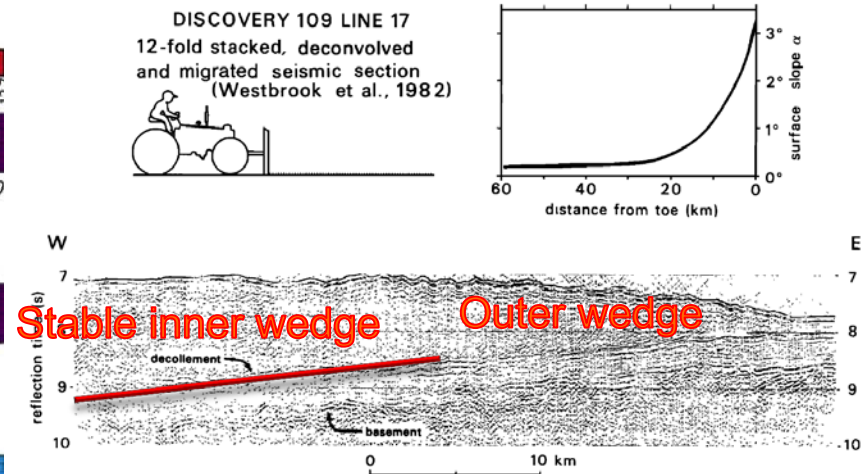 DISCOVERY 109 LINE 17
12-fold stacked, deconvolved
and migrated seismic section
(Westbrook et al., 1982)
3°
2°
1°
0°
surface slope α
60
40
20
0
distance from toe (km)
W
E
7
7
Stable inner wedge
Outer wedge
8
decollement
9
9
reflection
(s)
basement
10
10
0
10 km